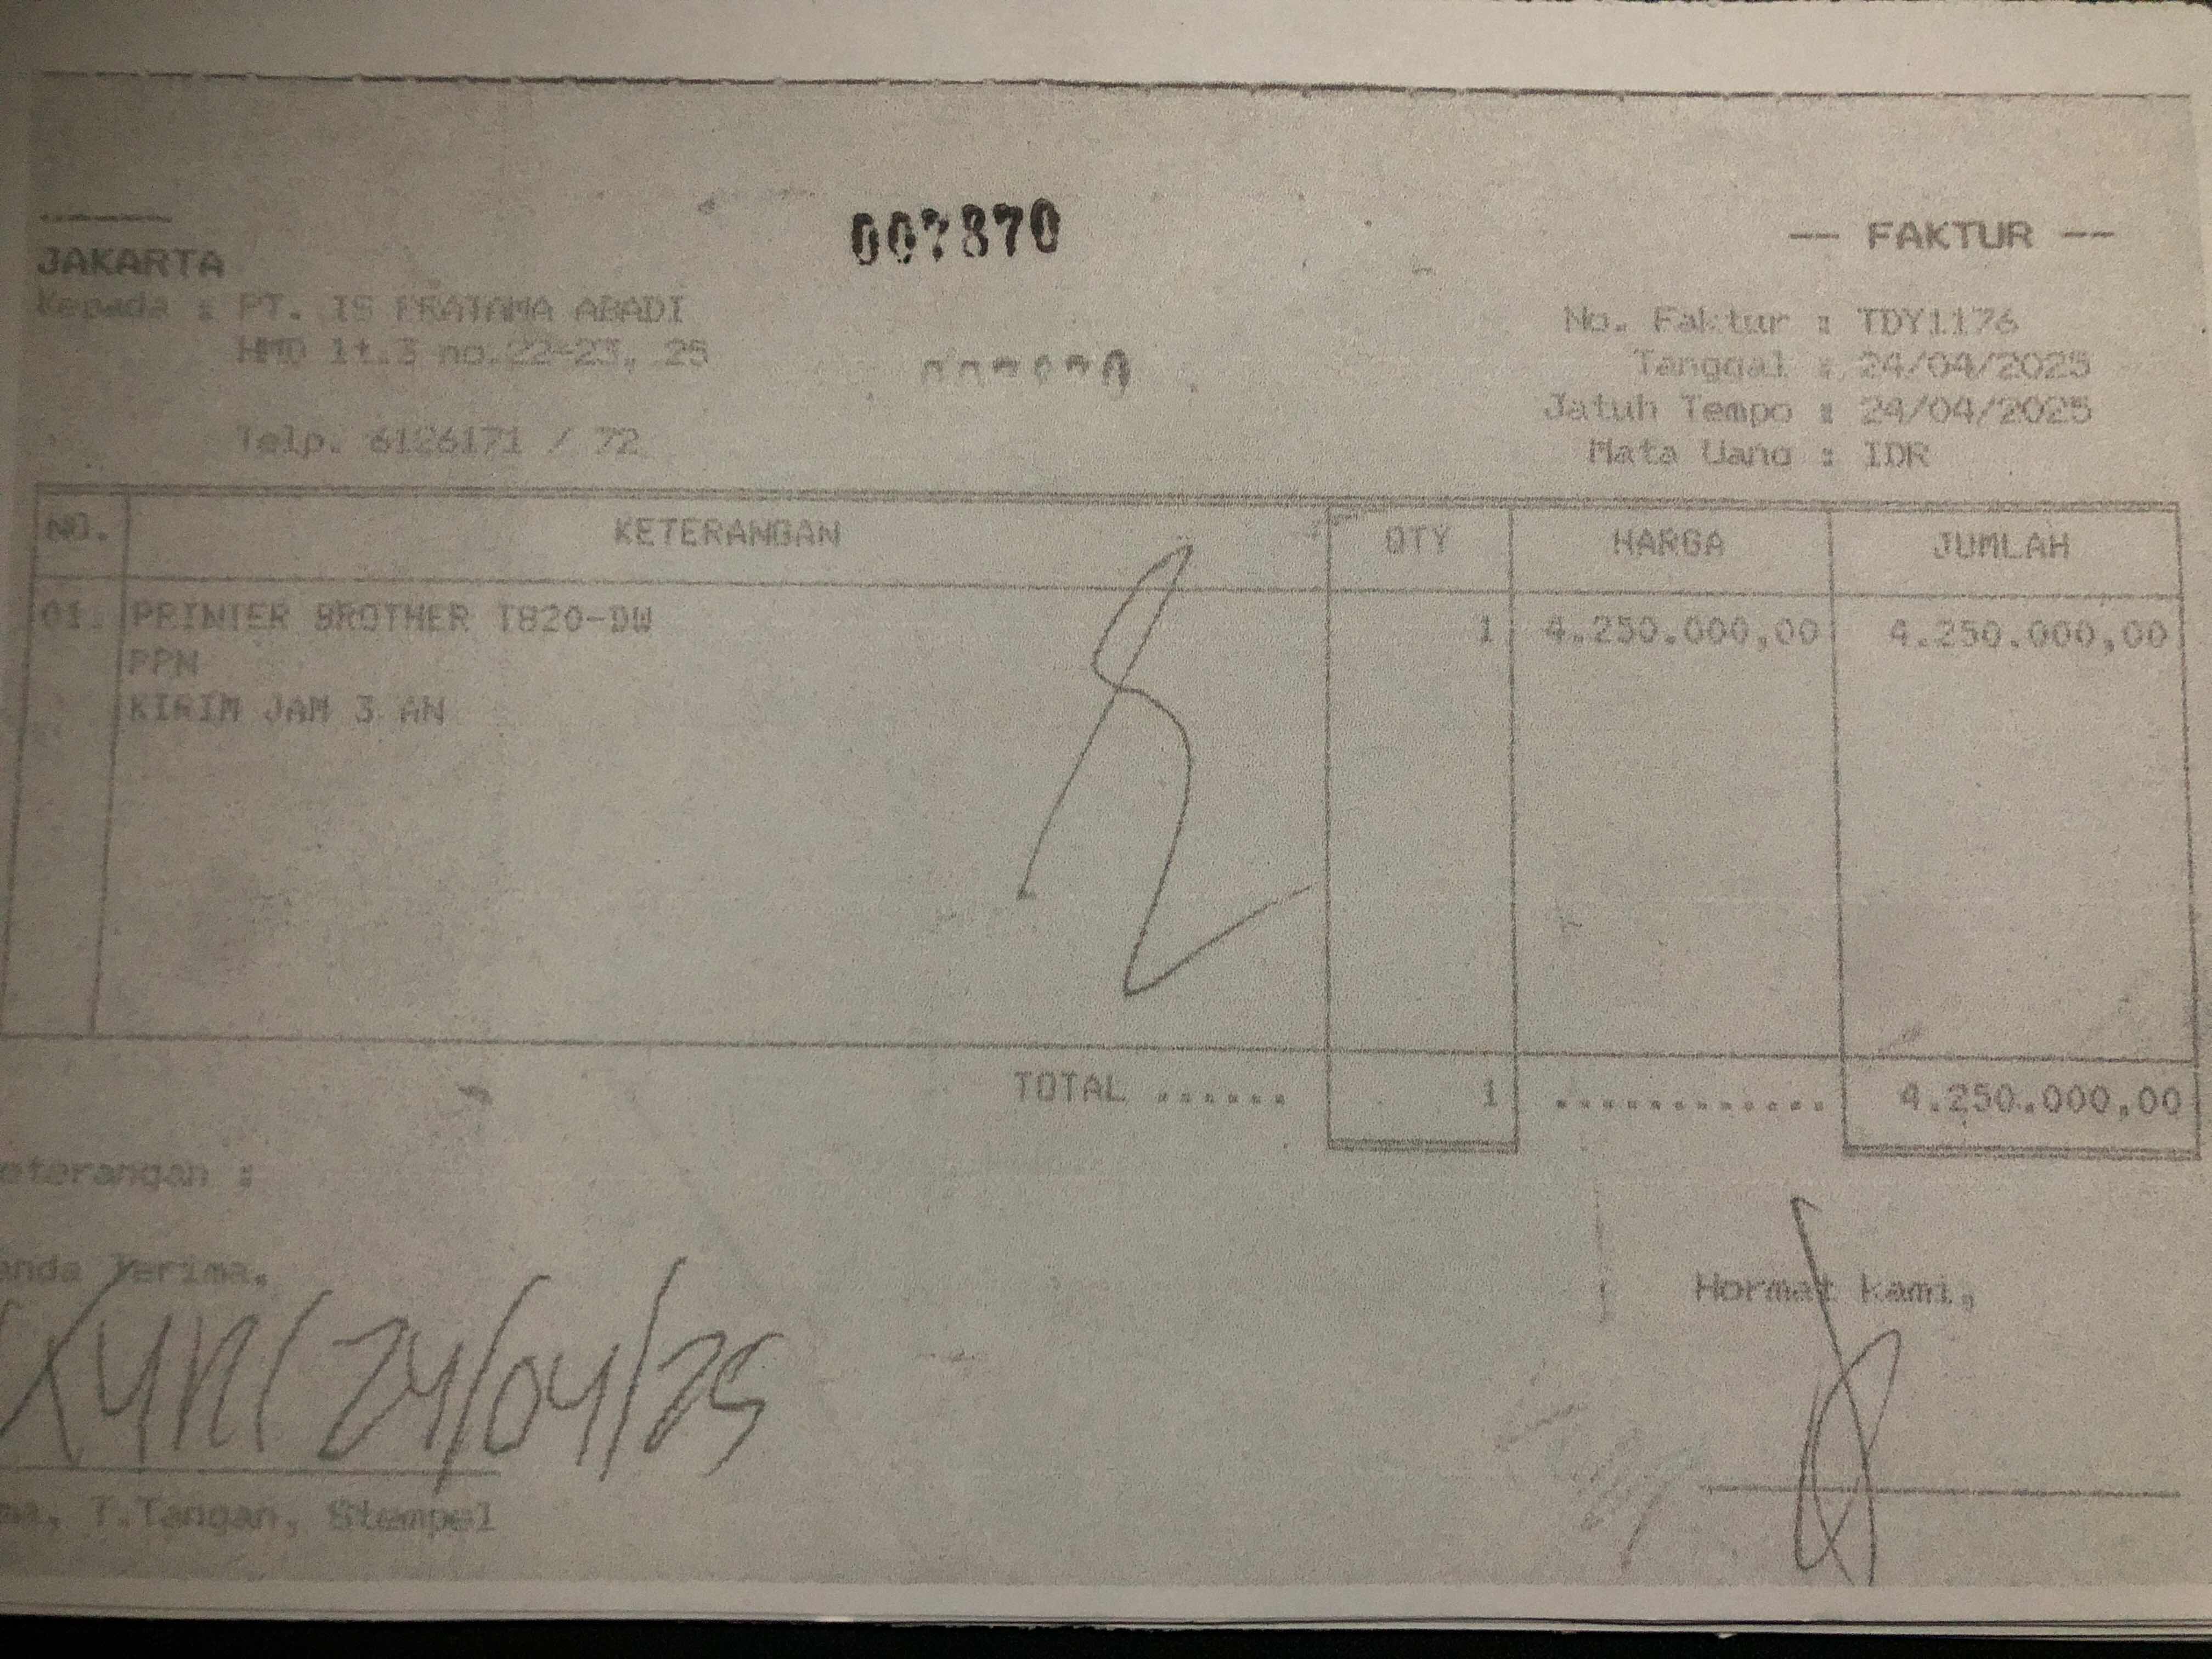 007870
-- FAKTUR --
JAKARTA
Kepada : PT. IS PRATAMA ABADI
HMD lt.3 no.22-23, 25
Telp. 6126171 / 72
No. Faktur : TDY1176
Tanggal : 24/04/2025
Jatuh Tempo : 24/04/2025
Mata Uang : IDR
NO. KETERANGAN QTY HARGA JUMLAH
01. PRINTER BROTHER T820-DW 1 4.250.000,00 4.250.000,00
PPN
KIRIM JAM 3 AN
TOTAL ...... 1 ............ 4.250.000,00
eterangan :
anda Terima,
Hormat Kami,
24/04/25
ma, T.Tangan, Stempel